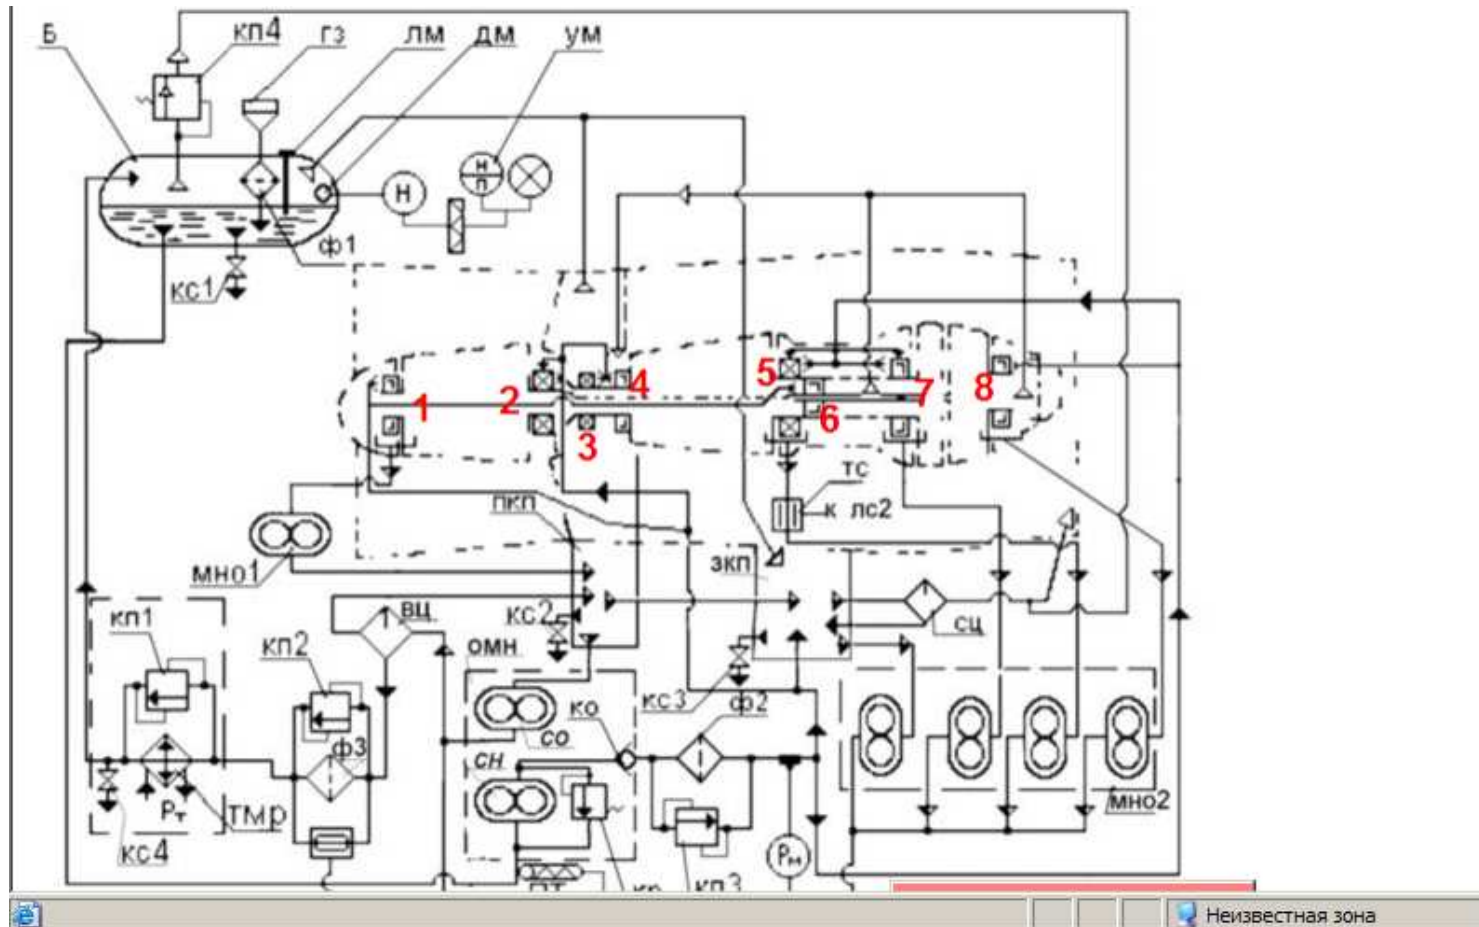 Б
кп4
гз
лм
дм
ум
Н
Н
П
ф1
кс1
5
4
7
8
1
2
6
3
тс
к лс2
пкп
зкп
мно1
кп1
вц
кс2
сц
кп2
омн
кс3
ф2
ко
со
ф3
сн
Рт
тмр
мно2
кс4
Рм
кп3
Неизвестная зона